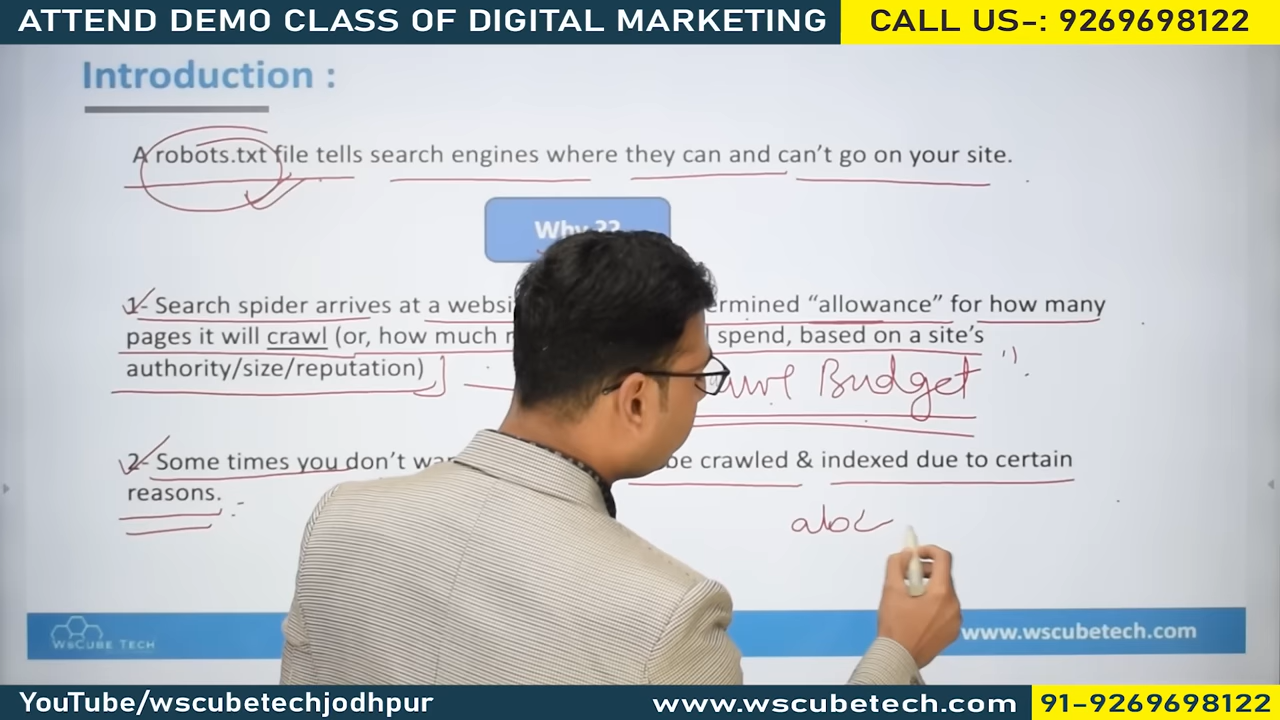 ATTEND DEMO CLASS OF DIGITAL MARKETING CALL US-: 9269698122
Introduction :
A robots.txt file tells search engines where they can and can’t go on your site.
Why ??
1- Search spider arrives at a “allowance” for how many
pages it will crawl (or, how much spend, based on a site’s
authority/size/reputation)
Budget
2- Some times you don’t be crawled & indexed due to certain
reasons.
abc
WsCube Tech
www.wscubetech.com
YouTube/wscubetechjodhpur www.wscubetech.com 91-9269698122